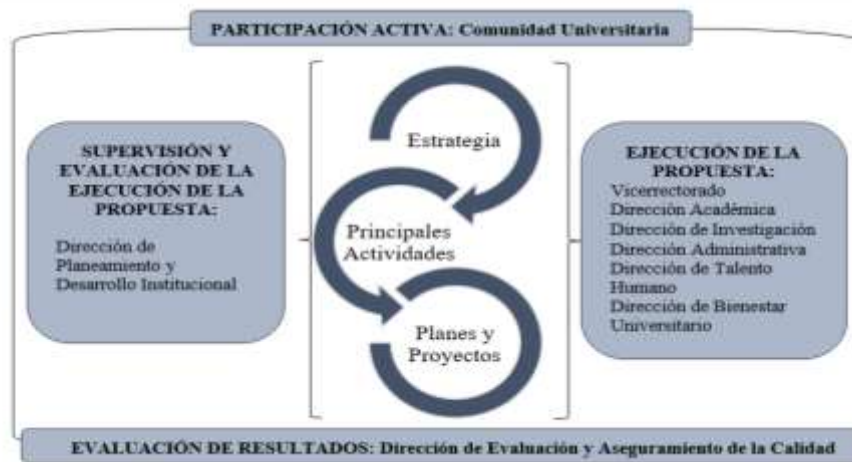 PARTICIPACIÓN ACTIVA: Comunidad Universitaria
SUPERVISIÓN Y
EVALUACIÓN DE LA
EJECUCIÓN DE LA
PROPUESTA:
Dirección de
Planeamiento y
Desarrollo Institucional
Estrategia
Principales
Actividades
Planes y
Proyectos
EJECUCIÓN DE LA
PROPUESTA:
Vicerrectorado
Dirección Académica
Dirección de Investigación
Dirección Administrativa
Dirección de Talento
Humano
Dirección de Bienestar
Universitario
EVALUACIÓN DE RESULTADOS: Dirección de Evaluación y Aseguramiento de la Calidad